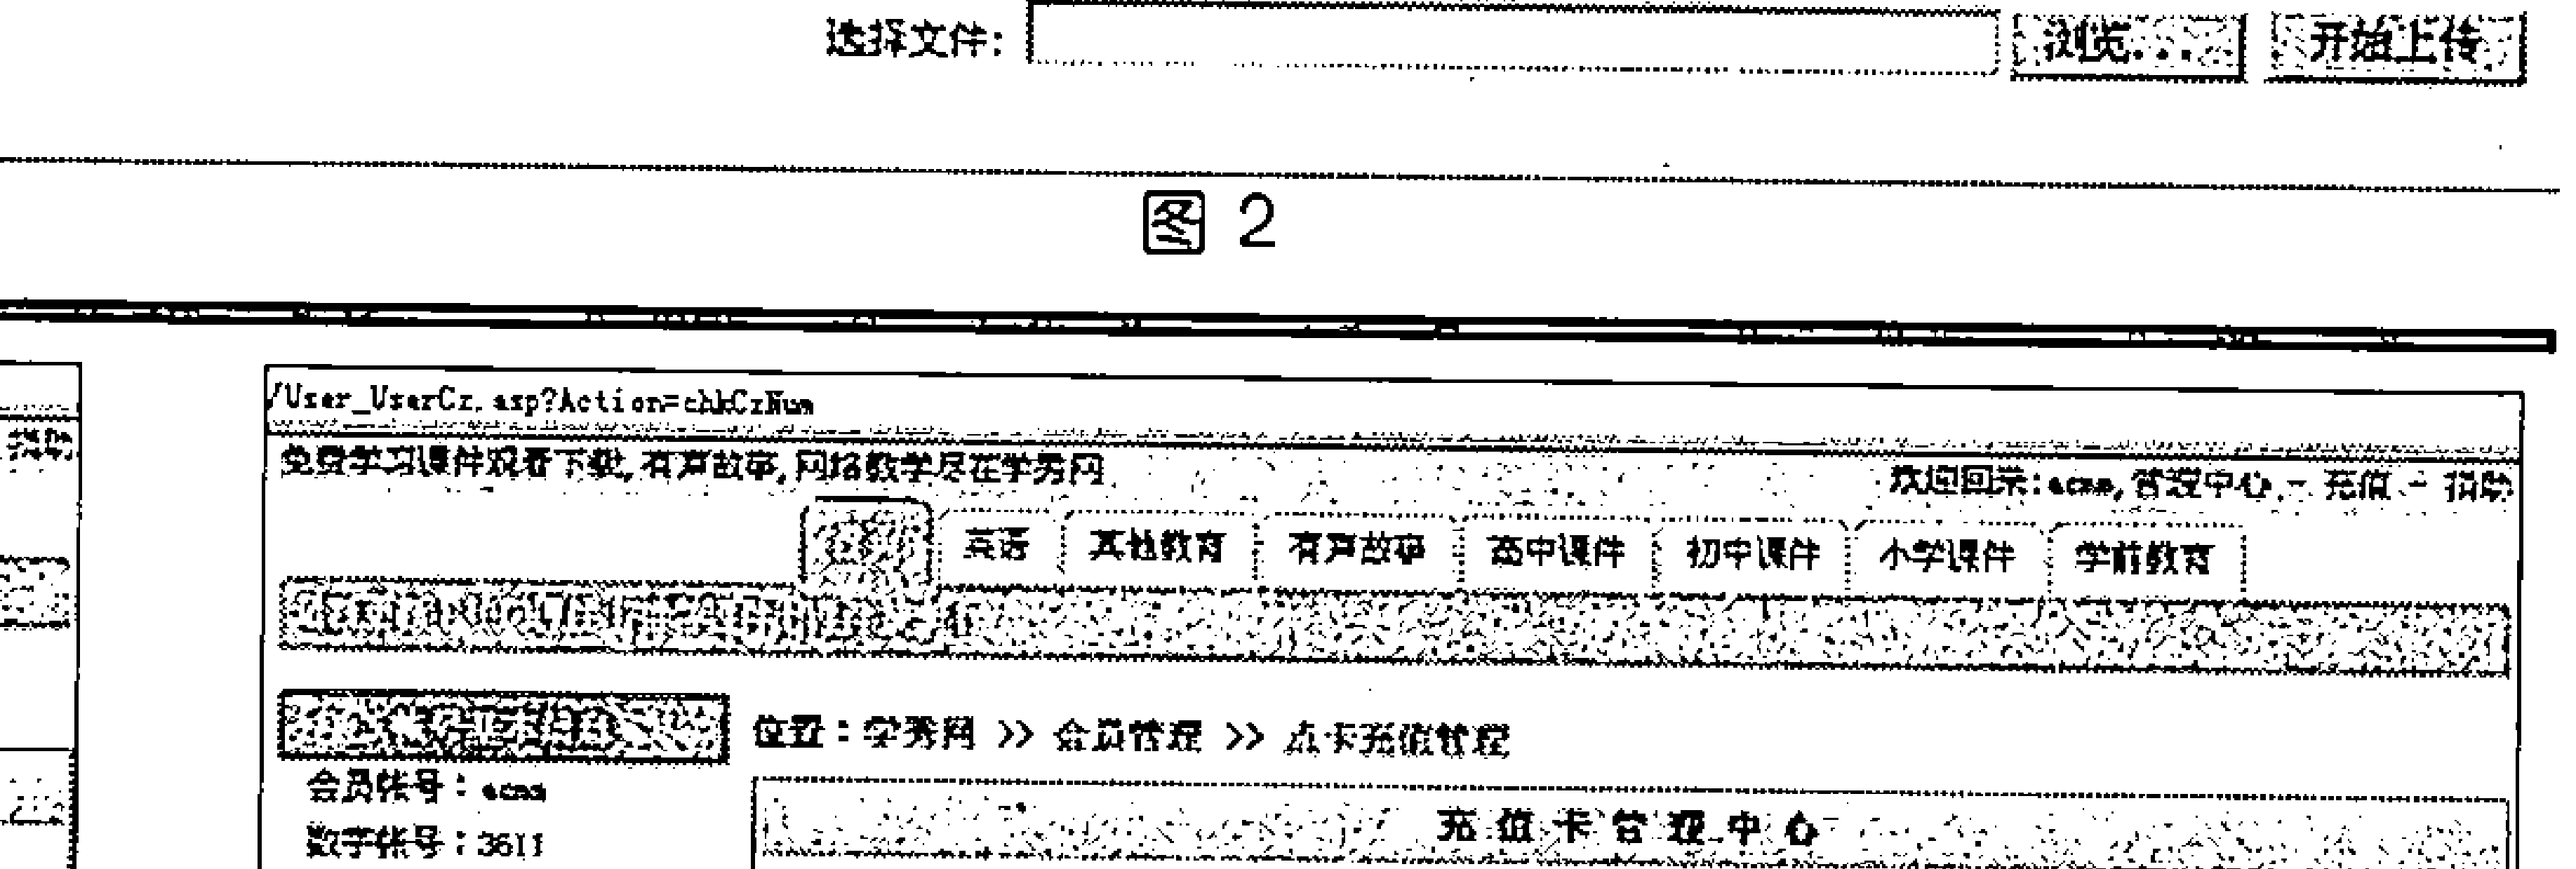 选择文件: 浏览... 开始上传
图 2
/User_UserCz.asp?Action=chkCzNum
免费学习课件观看下载,有声故事,网络教学尽在学秀网
欢迎回来:acmm,管理中心 - 充值 - 帮助
英语 其他教育 有声故事 高中课件 初中课件 小学课件 学前教育
位置：学秀网 >> 会员管理 >> 点卡充值管理
会员帐号：acmm
充值卡管理中心
数字帐号：3611